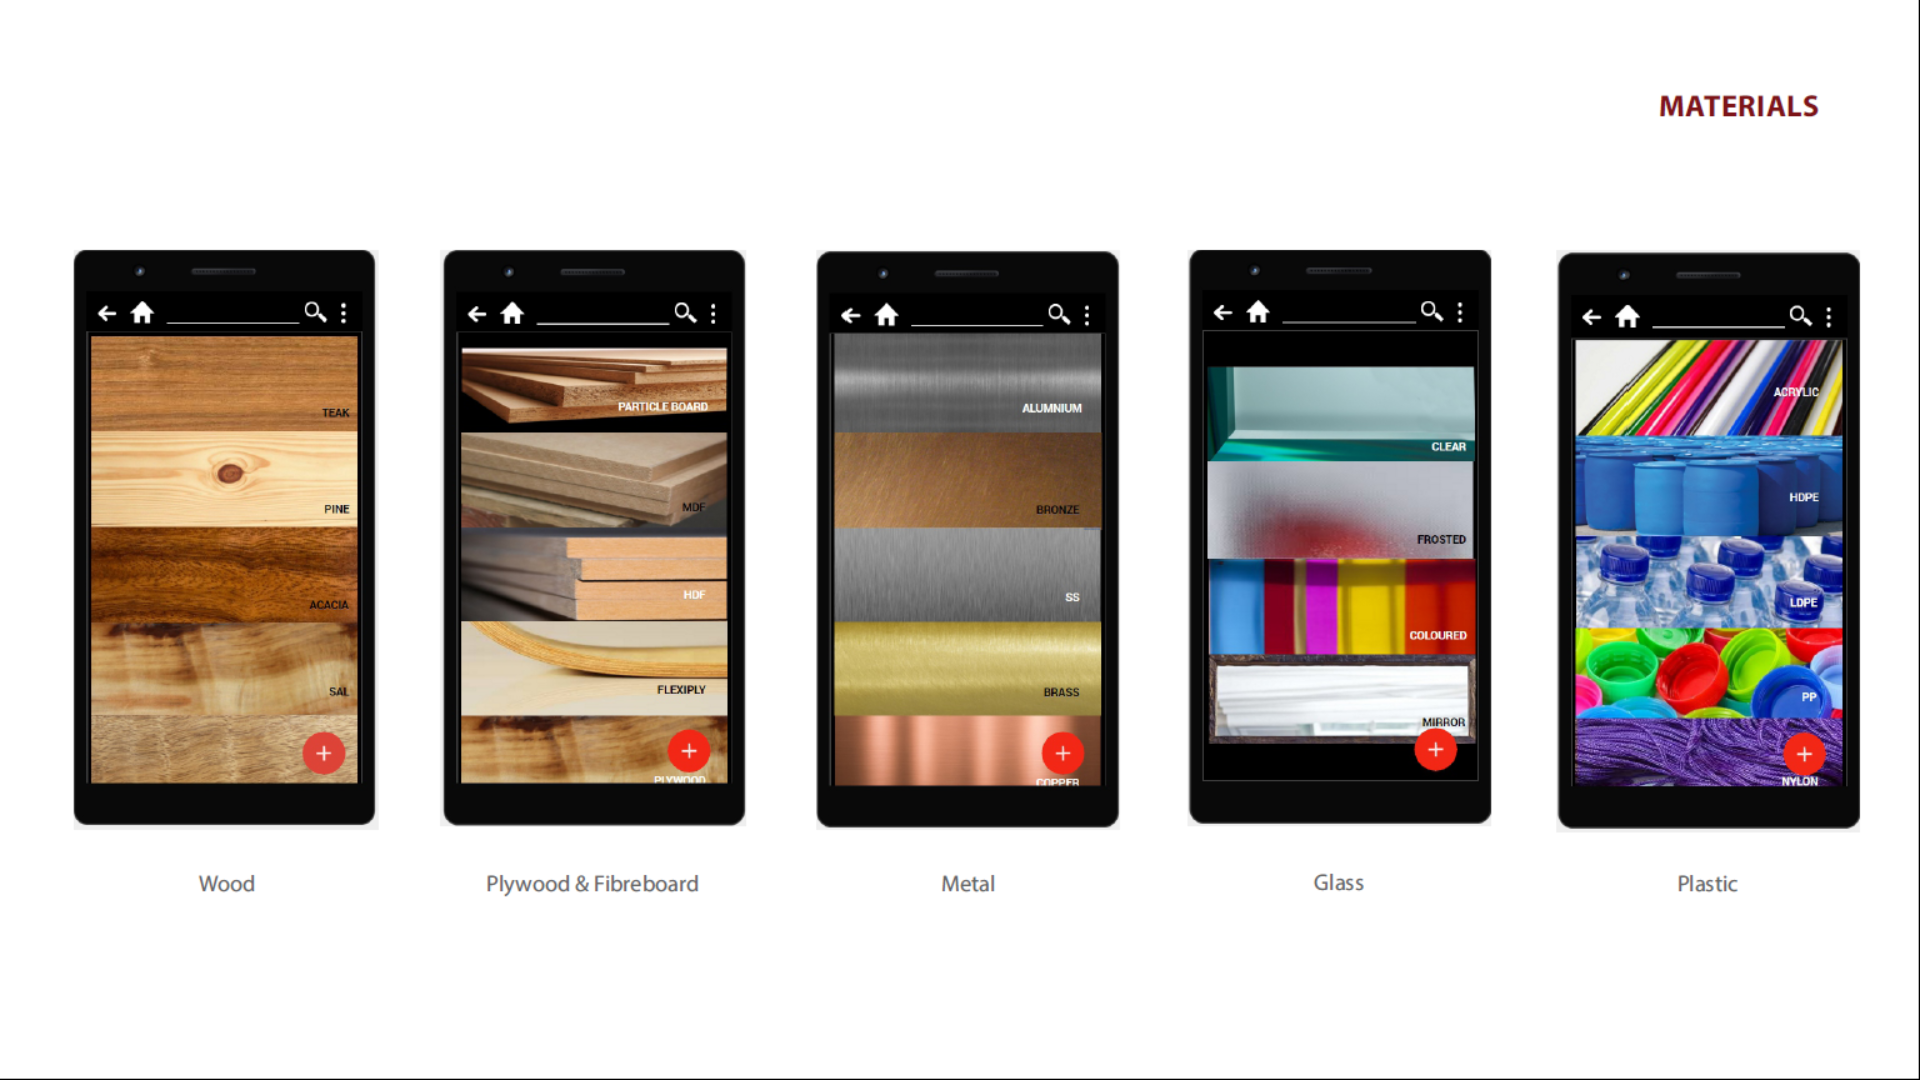 MATERIALS
TEAK
PINE
ACACIA
SAL
PARTICLE BOARD
MDF
HDF
FLEXIPLY
PLYWOOD
ALUMNIUM
BRONZE
SS
BRASS
COPPER
CLEAR
FROSTED
COLOURED
MIRROR
ACRYLIC
HDPE
LDPE
PP
NYLON
Wood
Plywood & Fibreboard
Metal
Glass
Plastic